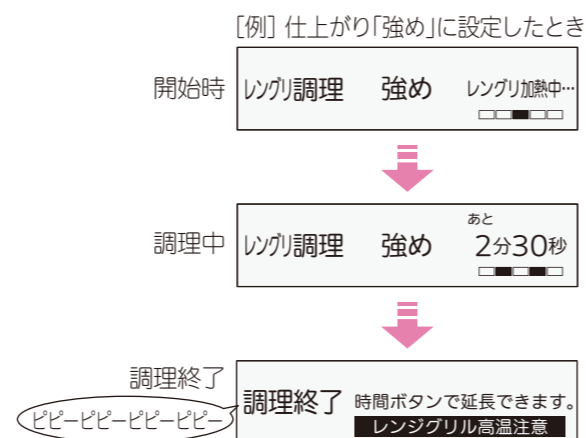 ［例］仕上がり「強め」に設定したとき
開始時
レングリ調理 強め レングリ加熱中…
調理中
レングリ調理 強め あと
2分30秒
調理終了
ピピーピピーピピーピピー
調理終了 時間ボタンで延長できます。
レンジグリル高温注意